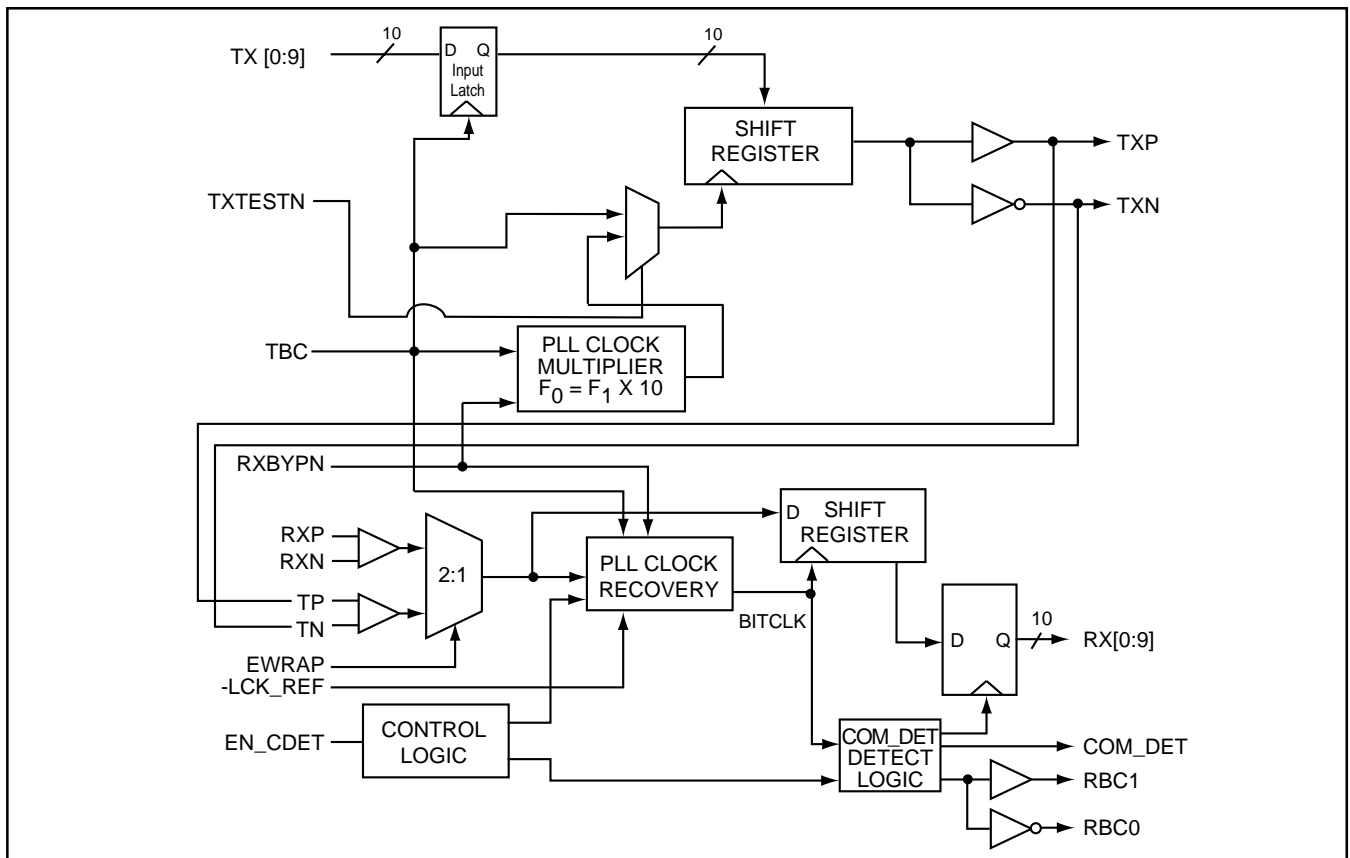 TX [0:9]
10
D Q
Input
Latch
10
SHIFT
REGISTER
TXP
TXN
TXTESTN
TBC
PLL CLOCK
MULTIPLIER
F0 = F1 X 10
RXBYPN
RXP
RXN
TP
TN
2:1
EWRAP
-LCK_REF
PLL CLOCK
RECOVERY
BITCLK
D SHIFT
REGISTER
D Q
10
RX[0:9]
EN_CDET
CONTROL
LOGIC
COM_DET
DETECT
LOGIC
COM_DET
RBC1
RBC0